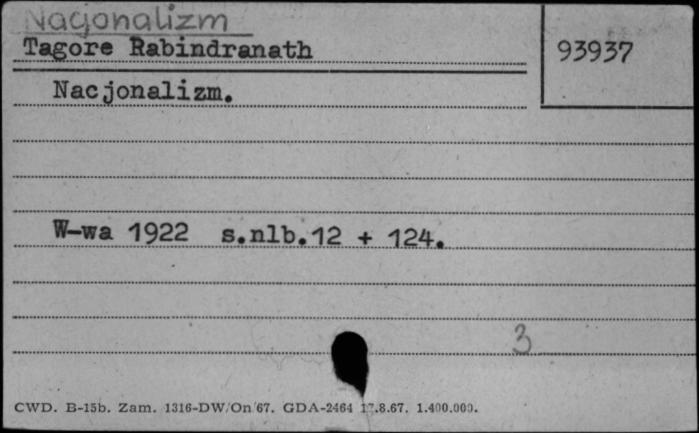 Nacjonalizm
Tagore Rabindranath
93937
Nacjonalizm.
W-wa 1922 s.nlb.12 + 124.
3
CWD. B-15b. Zam. 1316-DW/On/67. GDA-2464 17.8.67. 1.400.000.